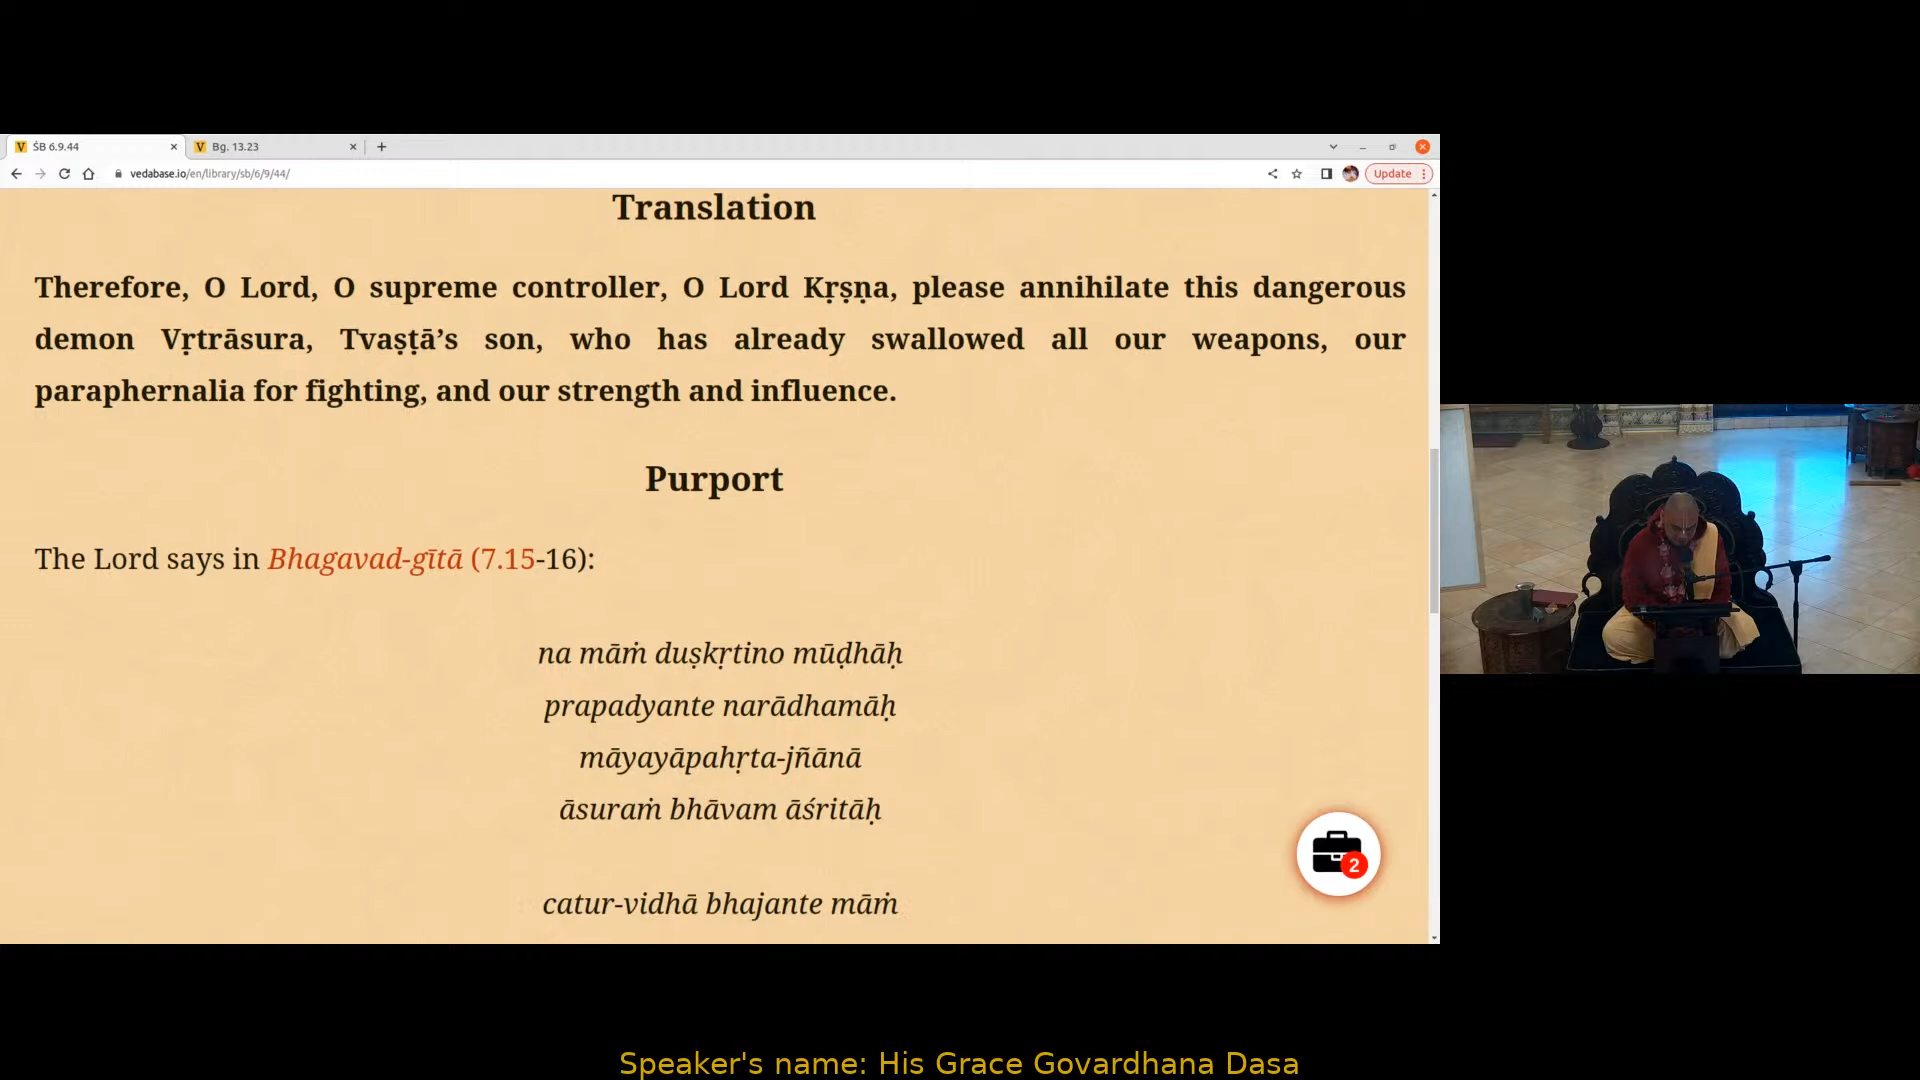 ŚB 6.9.44
Bg. 13.23
vedabase.io/en/library/sb/6/9/44/
Update
Translation
Therefore, O Lord, O supreme controller, O Lord Kṛṣṇa, please annihilate this dangerous
demon Vṛtrāsura, Tvaṣṭā’s son, who has already swallowed all our weapons, our
paraphernalia for fighting, and our strength and influence.
Purport
The Lord says in Bhagavad-gītā (7.15-16):
na māṁ duṣkṛtino mūḍhāḥ
prapadyante narādhamāḥ
māyayāpahṛta-jñānā
āsuraṁ bhāvam āśritāḥ
2
catur-vidhā bhajante māṁ
Speaker's name: His Grace Govardhana Dasa